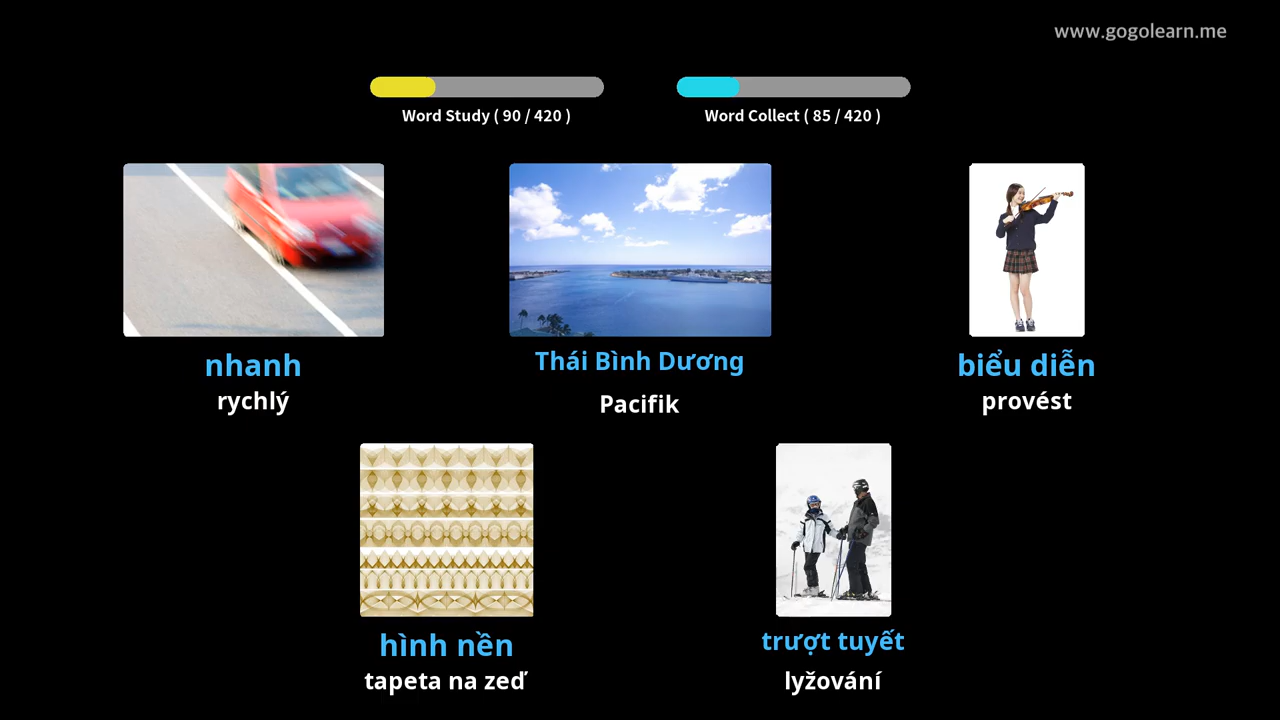 www.gogolearn.me
Word Study ( 90 / 420 )
Word Collect ( 85 / 420 )
nhanh
rychlý
Thái Bình Dương
Pacifik
biểu diễn
provést
hình nền
tapeta na zeď
trượt tuyết
lyžování